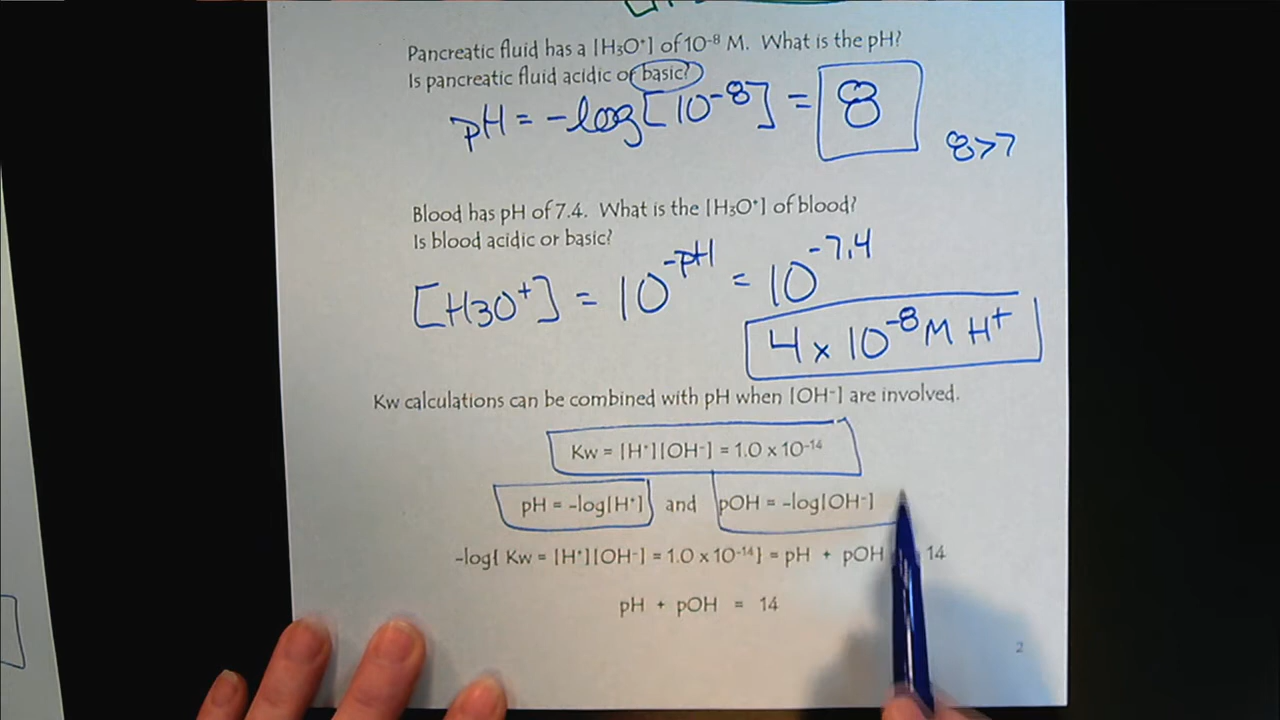 Pancreatic fluid has a [H₃O⁺] of 10⁻⁸ M. What is the pH?
Is pancreatic fluid acidic or basic?
pH = -log[10⁻⁸] = 8
8>7
Blood has pH of 7.4. What is the [H₃O⁺] of blood?
Is blood acidic or basic?
[H3O⁺] = 10^-pH = 10^-7.4
4 x 10⁻⁸ M H⁺
Kw calculations can be combined with pH when [OH⁻] are involved.
Kw = [H⁺][OH⁻] = 1.0 x 10⁻¹⁴
pH = -log[H⁺] and pOH = -log[OH⁻]
-log{ Kw = [H⁺][OH⁻] = 1.0 x 10⁻¹⁴} = pH + pOH 14
pH + pOH = 14
2